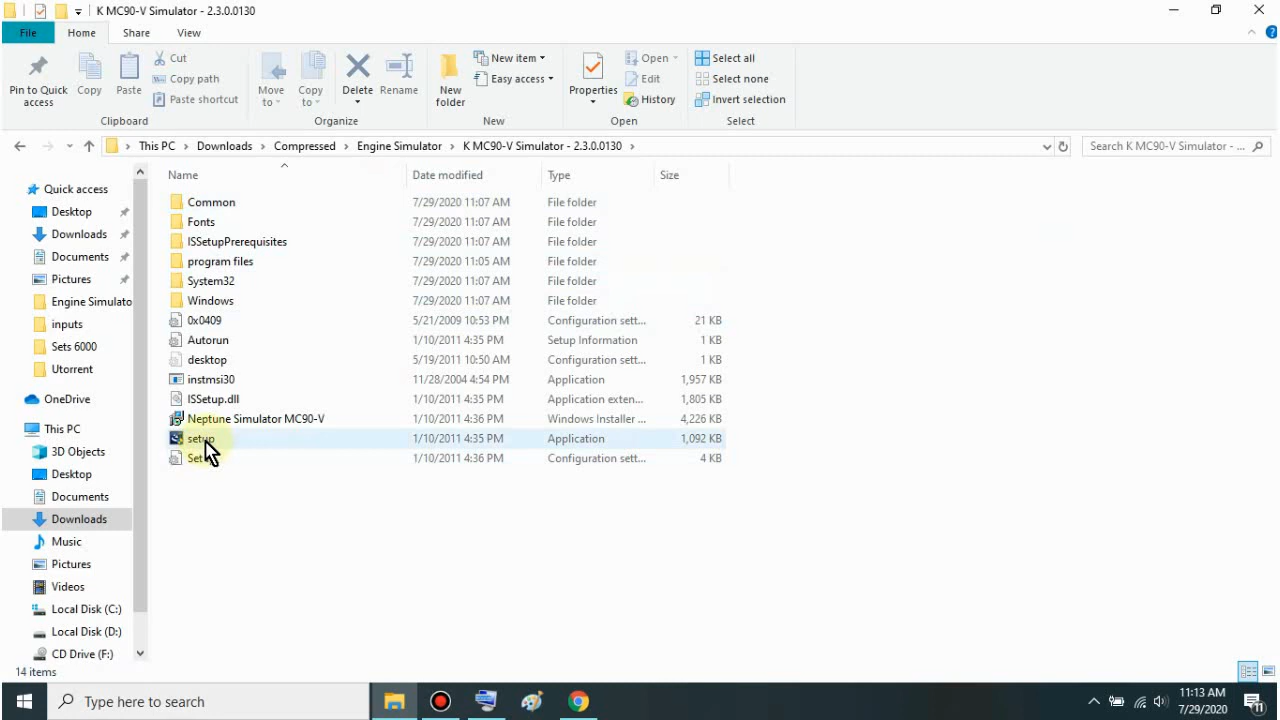 K MC90-V Simulator - 2.3.0.0130
File Home Share View
Pin to Quick access
Copy
Paste
Cut
Copy path
Paste shortcut
Move to
Copy to
Delete
Rename
New folder
New item
Easy access
Properties
Open
Edit
History
Select all
Select none
Invert selection
Clipboard Organize New Open Select
This PC Downloads Compressed Engine Simulator K MC90-V Simulator - 2.3.0.0130
Search K MC90-V Simulator - ...
Name Date modified Type Size
Common 7/29/2020 11:07 AM File folder
Fonts 7/29/2020 11:07 AM File folder
ISSetupPrerequisites 7/29/2020 11:07 AM File folder
program files 7/29/2020 11:05 AM File folder
System32 7/29/2020 11:07 AM File folder
Windows 7/29/2020 11:07 AM File folder
0x0409 5/21/2009 10:53 PM Configuration sett... 21 KB
Autorun 1/10/2011 4:35 PM Setup Information 1 KB
desktop 5/19/2011 10:50 AM Configuration sett... 1 KB
instmsi30 11/28/2004 4:54 PM Application 1,957 KB
ISSetup.dll 1/10/2011 4:35 PM Application exten... 1,805 KB
Neptune Simulator MC90-V 1/10/2011 4:36 PM Windows Installer ... 4,226 KB
setup 1/10/2011 4:35 PM Application 1,092 KB
1/10/2011 4:36 PM Configuration sett... 4 KB
Quick access
Desktop
Downloads
Documents
Pictures
Engine Simulato
inputs
Sets 6000
Utorrent
OneDrive
This PC
3D Objects
Desktop
Documents
Downloads
Music
Pictures
Videos
Local Disk (C:)
Local Disk (D:)
CD Drive (F:)
14 items
Type here to search
11:13 AM
7/29/2020
11